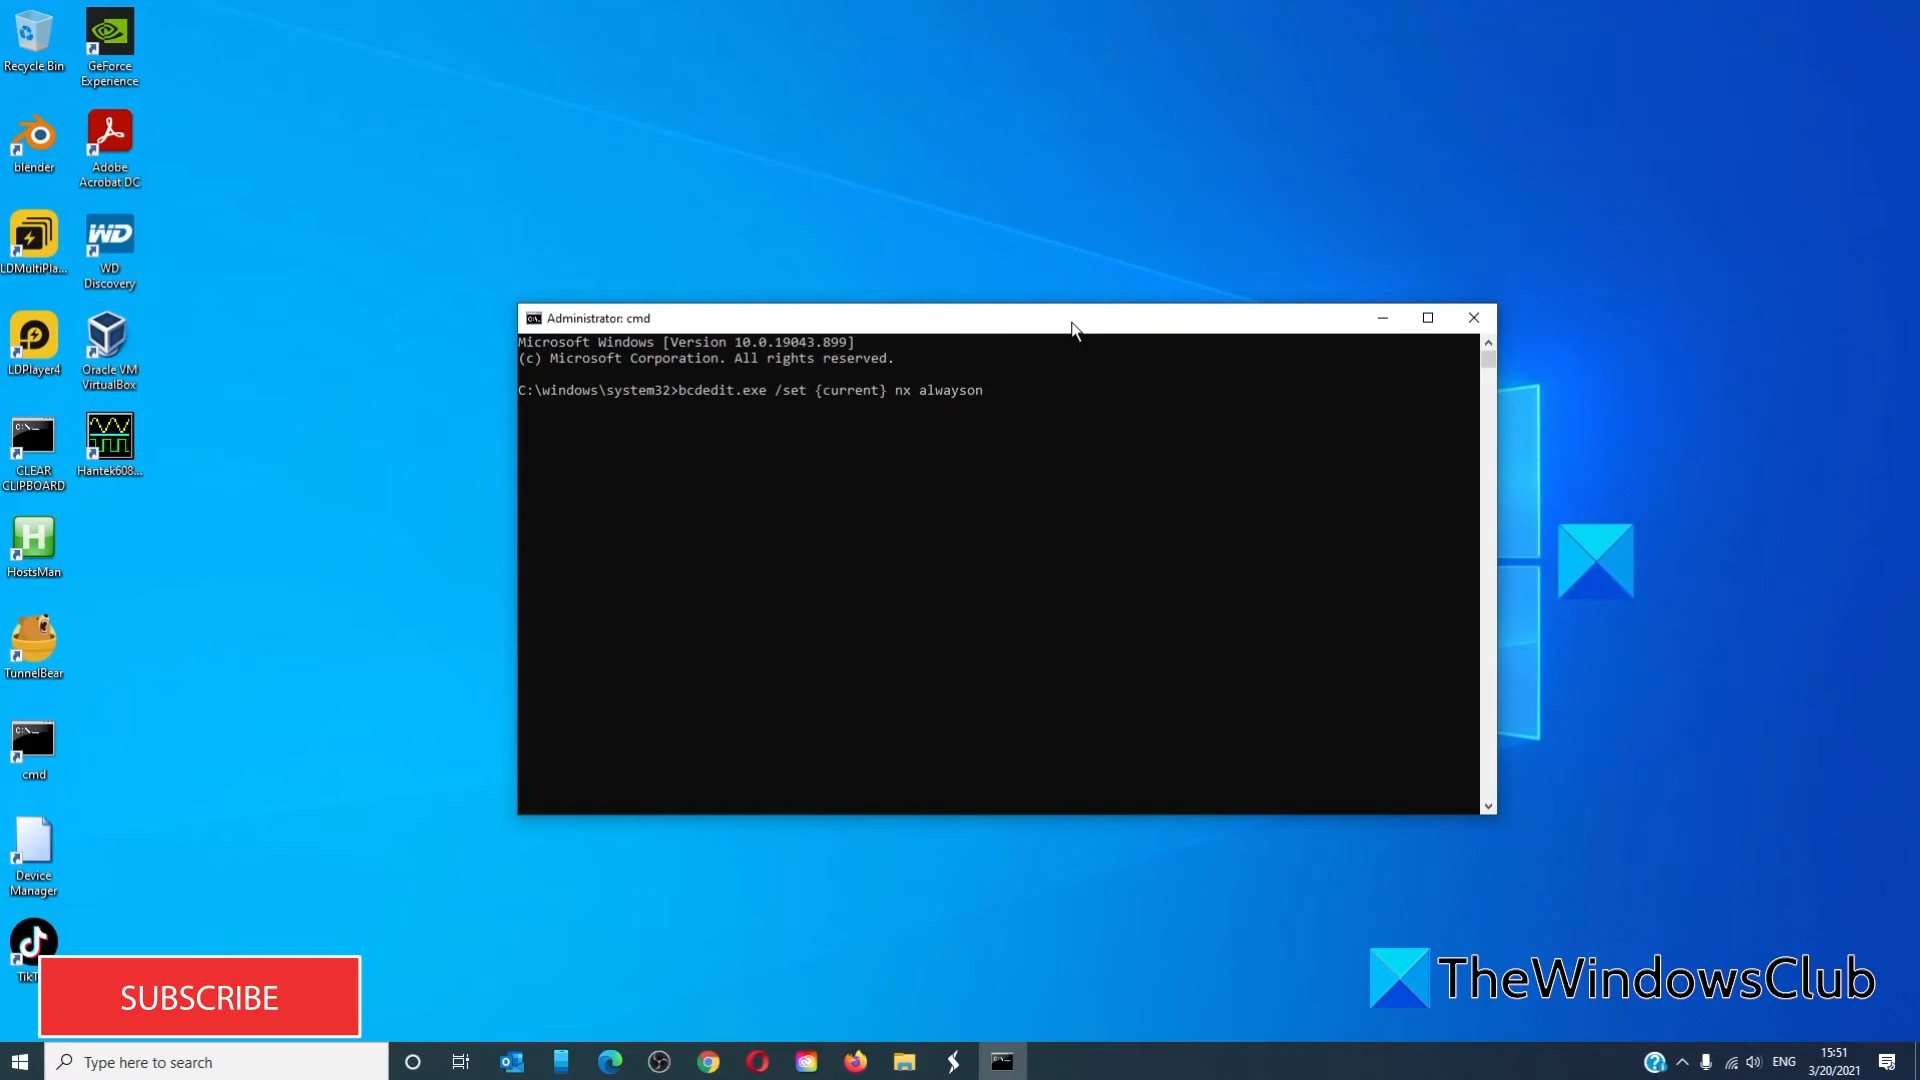 Recycle Bin
GeForce
Experience
blender
Adobe
Acrobat DC
LDMultiPla...
WD
WD
Discovery
LDPlayer4
Oracle VM
VirtualBox
CLEAR
CLIPBOARD
Hantek608...
H
HostsMan
TunnelBear
cmd
Device
Manager
TikT
SUBSCRIBE
Administrator: cmd
Microsoft Windows [Version 10.0.19043.899]
(c) Microsoft Corporation. All rights reserved.
C:\windows\system32>bcdedit.exe /set {current} nx alwayson
TheWindowsClub
Type here to search
ENG
15:51
3/20/2021